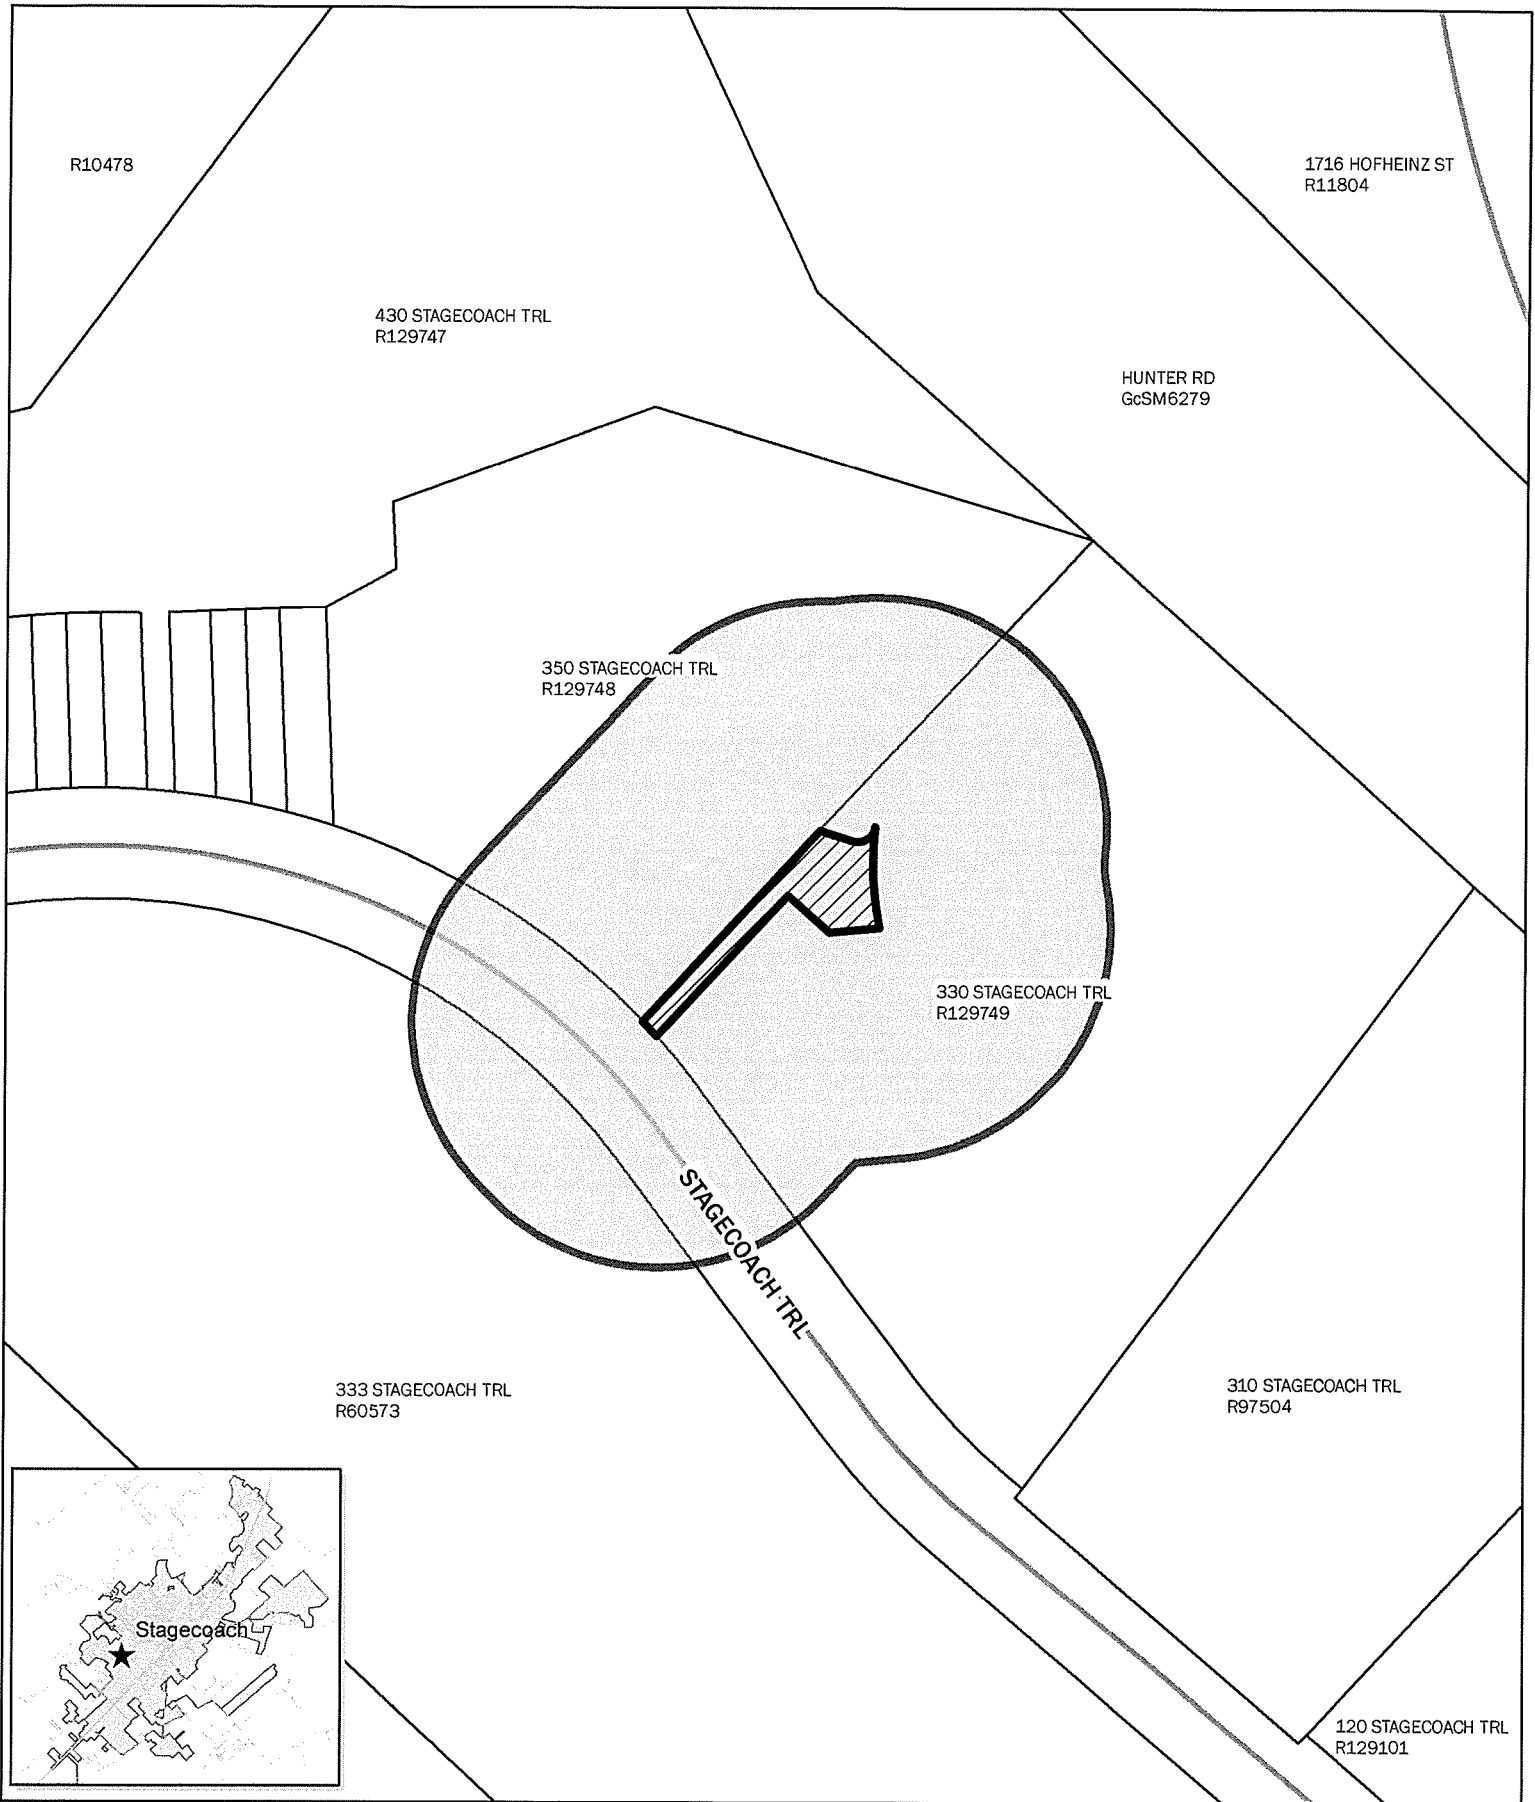 R10478
1716 HOFHEINZ ST
R11804
430 STAGECOACH TRL
R129747
HUNTER RD
GcSM6279
350 STAGECOACH TRL
R129748
330 STAGECOACH TRL
R129749
STAGECOACH TRL
333 STAGECOACH TRL
R60573
310 STAGECOACH TRL
R97504
Stagecoach
120 STAGECOACH TRL
R129101